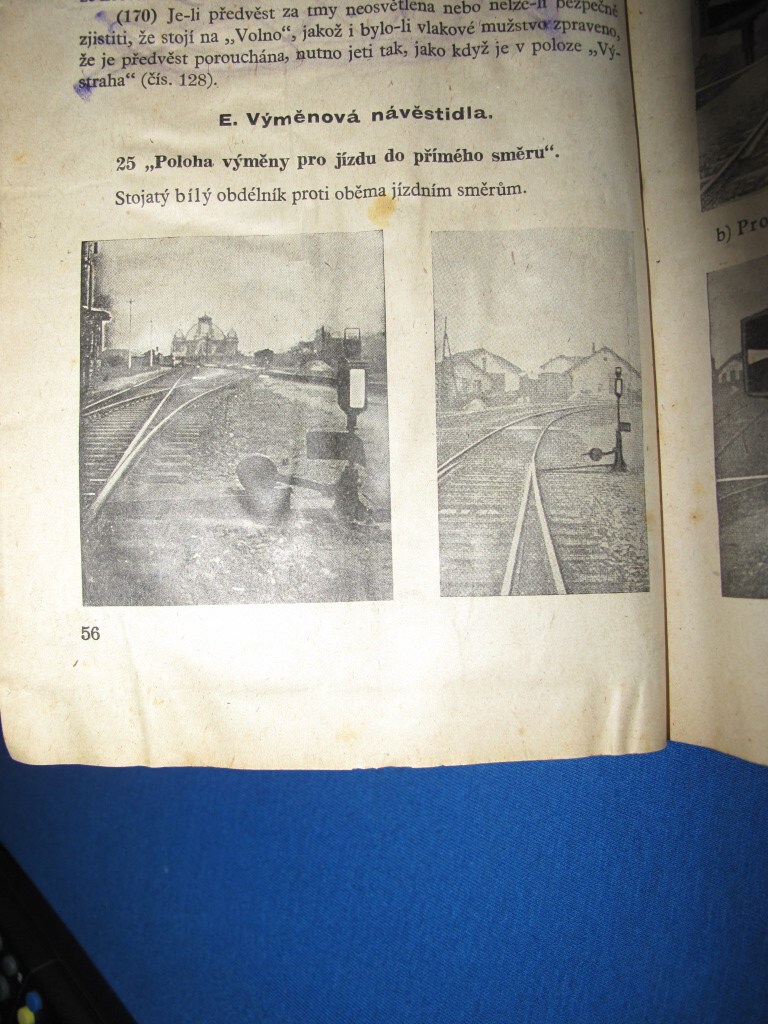 (170) Je-li předvěst za tmy neosvětlena nebo nelze-li bezpečně
zjistiti, že stojí na „Volno“, jakož i bylo-li vlakové mužstvo zpraveno,
že je předvěst porouchána, nutno jeti tak, jako když je v poloze „Vý-
straha“ (čís. 128).
E. Výměnová návěstidla.
25 „Poloha výměny pro jízdu do přímého směru“.
Stojatý bílý obdélník proti oběma jízdním směrům.
56
b) Pro